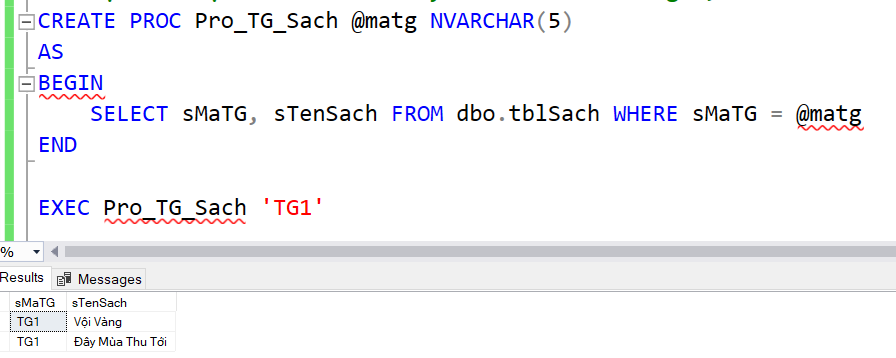 CREATE PROC Pro_TG_Sach @matg NVARCHAR(5)
AS
BEGIN
SELECT sMaTG, sTenSach FROM dbo.tblSach WHERE sMaTG = @matg
END
EXEC Pro_TG_Sach 'TG1'
%
Results Messages
sMaTG sTenSach
TG1 Vội Vàng
TG1 Đây Mùa Thu Tới